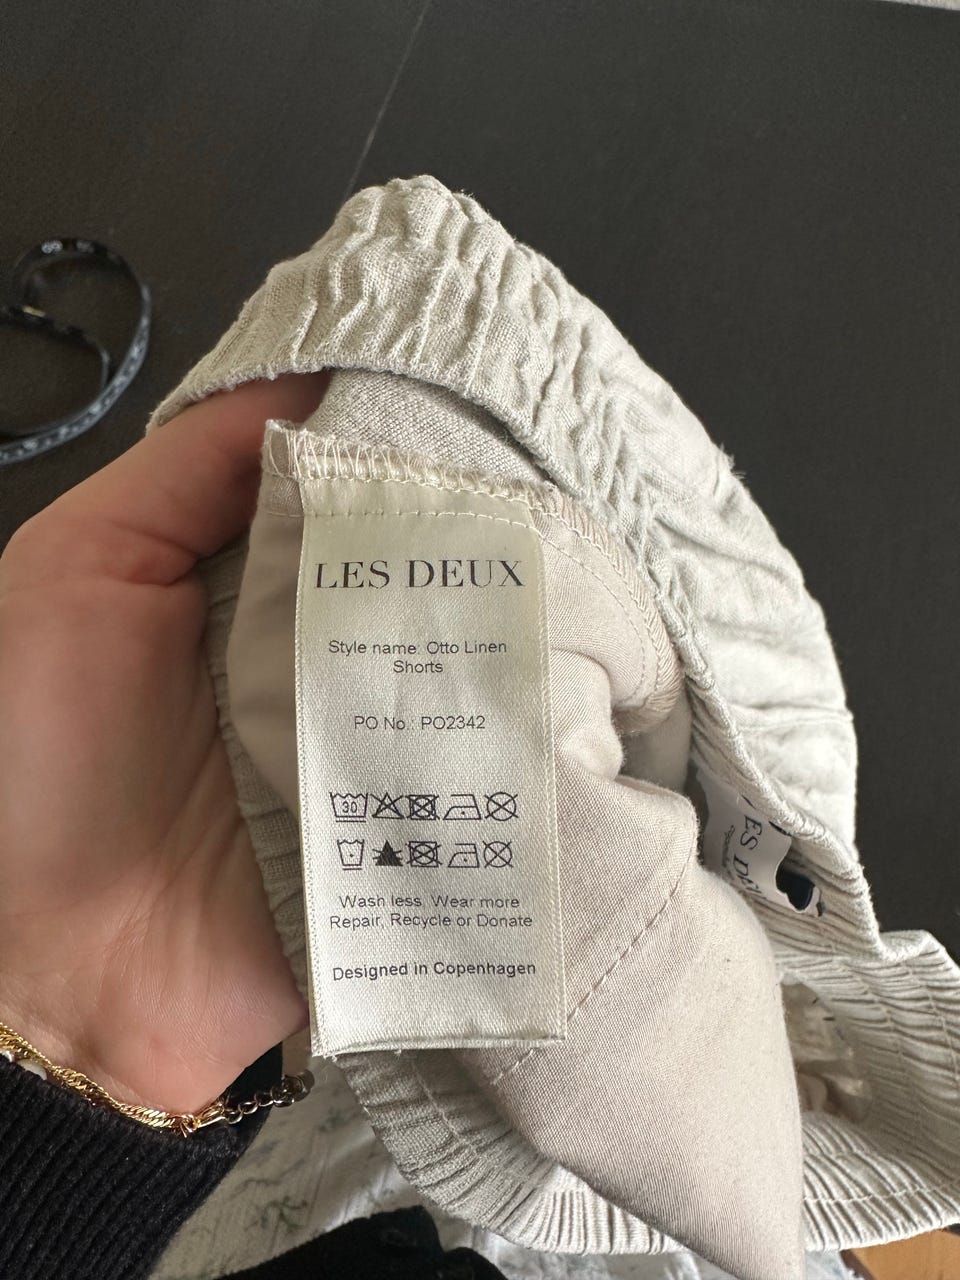 LES DEUX
Style name: Otto Linen
Shorts
PO No.: PO2342
30
Wash less, Wear more
Repair, Recycle or Donate
Designed in Copenhagen